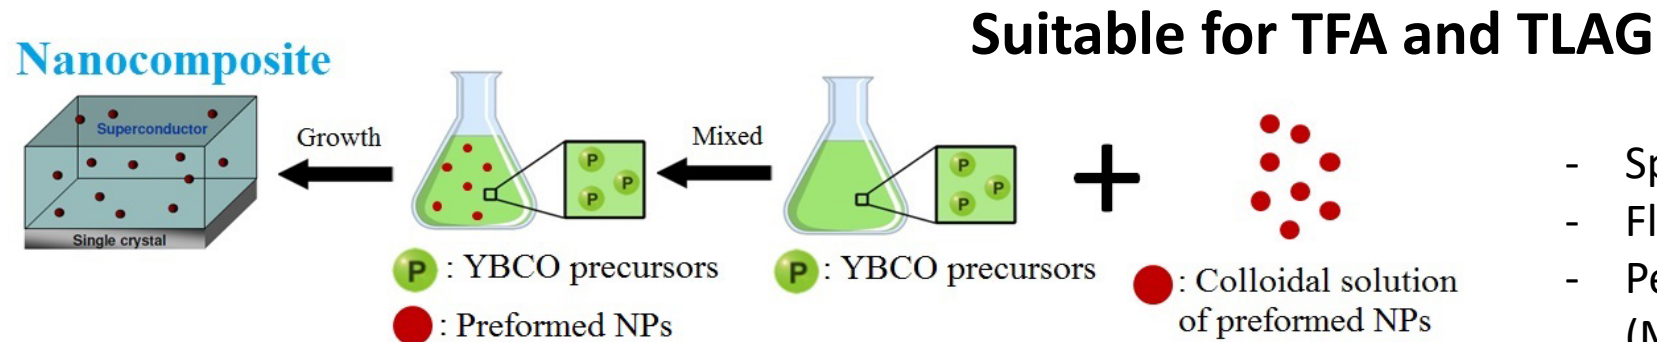 Suitable for TFA and TLAG
Nanocomposite
Superconductor
Single crystal
Growth
P
P
P
Mixed
P
P
P
P : YBCO precursors
: Preformed NPs
P : YBCO precursors
: Colloidal solution
of preformed NPs
-
-
-